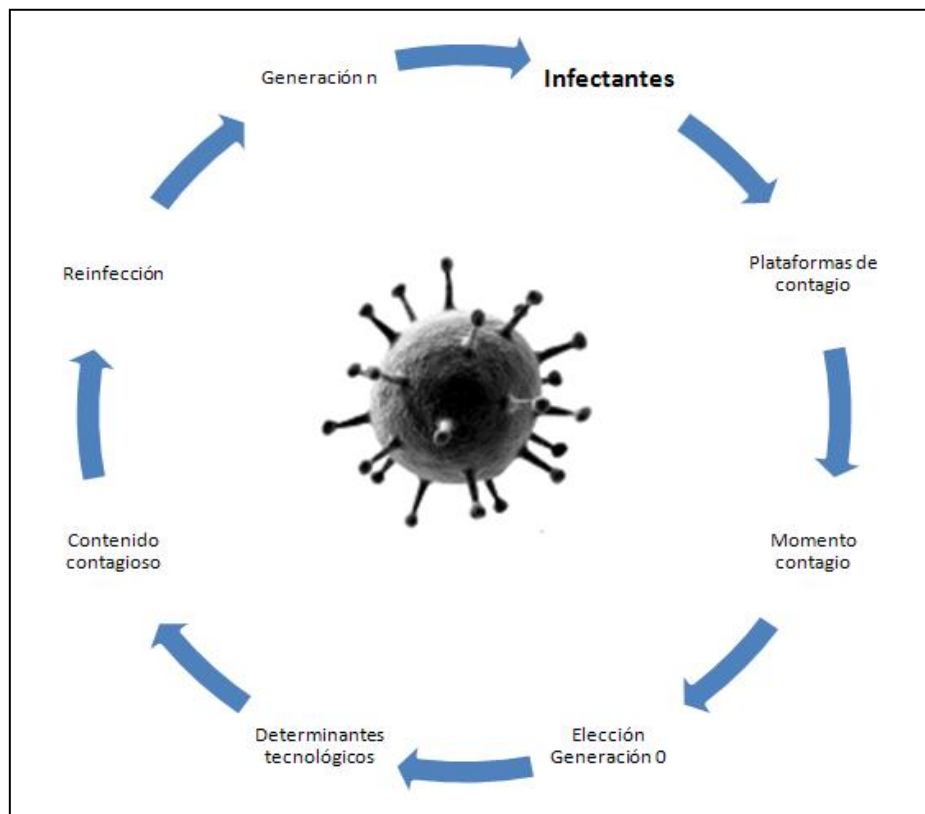 Generación n
Infectantes
Plataformas de
contagio
Momento
contagio
Elección
Generación 0
Determinantes
tecnológicos
Contenido
contagioso
Reinfección